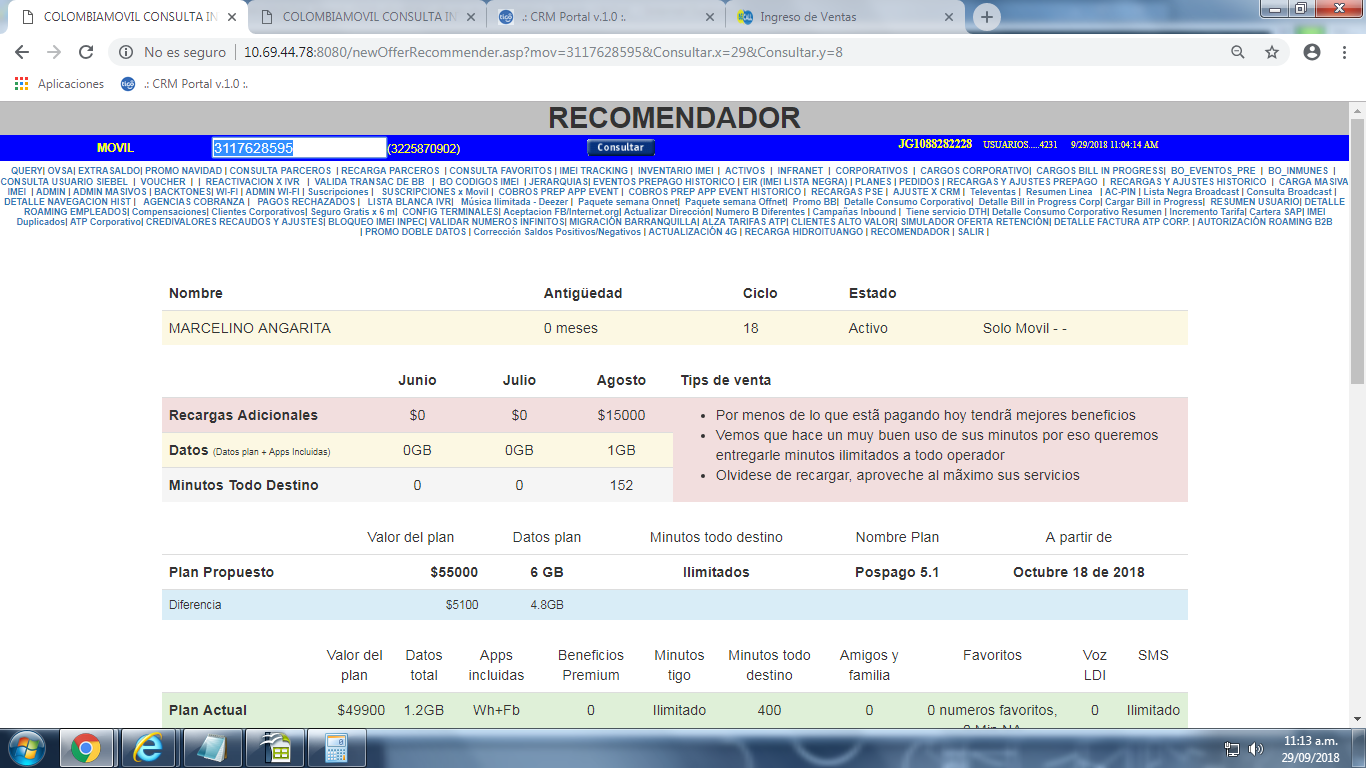 COLOMBIAMOVIL CONSULTA IN
COLOMBIAMOVIL CONSULTA IN
.: CRM Portal v.1.0 :.
Ingreso de Ventas
No es seguro | 10.69.44.78:8080/newOfferRecommender.asp?mov=3117628595&Consultar.x=29&Consultar.y=8
Aplicaciones
.: CRM Portal v.1.0 :.
RECOMENDADOR
MOVIL 3117628595 (3225870902) Consultar JG1088282228 USUARIOS.....4231 9/29/2018 11:04:14 AM
QUERY| OVSA| EXTRASALDO| PROMO NAVIDAD | CONSULTA PARCEROS | RECARGA PARCEROS | CONSULTA FAVORITOS | IMEI TRACKING | INVENTARIO IMEI | ACTIVOS | INFRANET | CORPORATIVOS | CARGOS CORPORATIVO| CARGOS BILL IN PROGRESS| BO_EVENTOS_PRE | BO_INMUNES |
CONSULTA USUARIO SIEBEL | VOUCHER | | REACTIVACION X IVR | VALIDA TRANSAC DE BB | BO CODIGOS IMEI | JERARQUIAS| EVENTOS PREPAGO HISTORICO | EIR (IMEI LISTA NEGRA) | PLANES | PEDIDOS | RECARGAS Y AJUSTES PREPAGO | RECARGAS Y AJUSTES HISTORICO | CARGA MASIVA
IMEI | ADMIN | ADMIN MASIVOS | BACKTONES| WI-FI | ADMIN WI-FI | Suscripciones | SUSCRIPCIONES x Movil | COBROS PREP APP EVENT | COBROS PREP APP EVENT HISTORICO | RECARGAS PSE | AJUSTE X CRM | Televentas | Resumen Linea | AC-PIN | Lista Negra Broadcast | Consulta Broadcast |
DETALLE NAVEGACION HIST | AGENCIAS COBRANZA | PAGOS RECHAZADOS | LISTA BLANCA IVR| Música Ilimitada - Deezer | Paquete semana Onnet| Paquete semana Offnet| Promo BB| Detalle Consumo Corporativo| Detalle Bill in Progress Corp| Cargar Bill in Progress| RESUMEN USUARIO| DETALLE
ROAMING EMPLEADOS| Compensaciones| Clientes Corporativos| Seguro Gratis x 6 m| CONFIG TERMINALES| Aceptacion FB/Internet.org| Actualizar Dirección| Numero B Diferentes | Campañas Inbound | Tiene servicio DTH| Detalle Consumo Corporativo Resumen | Incremento Tarifa| Cartera SAP| IMEI
Duplicados| ATP Corporativo| CREDIVALORES RECAUDOS Y AJUSTES| BLOQUEO IMEI INPEC| VALIDAR NUMEROS INFINITOS| MIGRACIÓN BARRANQUILLA| ALZA TARIFAS ATP| CLIENTES ALTO VALOR| SIMULADOR OFERTA RETENCIÓN| DETALLE FACTURA ATP CORP. | AUTORIZACIÓN ROAMING B2B
| PROMO DOBLE DATOS | Corrección Saldos Positivos/Negativos | ACTUALIZACIÓN 4G | RECARGA HIDROITUANGO | RECOMENDADOR | SALIR |
Nombre Antigüedad Ciclo Estado
MARCELINO ANGARITA 0 meses 18 Activo Solo Movil - -
Junio Julio Agosto Tips de venta
Recargas Adicionales $0 $0 $15000
Datos (Datos plan + Apps Incluidas) 0GB 0GB 1GB
Minutos Todo Destino 0 0 152
• Por menos de lo que estã pagando hoy tendrã mejores beneficios
• Vemos que hace un muy buen uso de sus minutos por eso queremos
entregarle minutos ilimitados a todo operador
• Olvidese de recargar, aproveche al mãximo sus servicios
Valor del plan Datos plan Minutos todo destino Nombre Plan A partir de
Plan Propuesto $55000 6 GB Ilimitados Pospago 5.1 Octubre 18 de 2018
Diferencia $5100 4.8GB
Valor del Datos Apps Beneficios Minutos Minutos todo Amigos y Favoritos Voz SMS
plan total incluidas Premium tigo destino familia LDI
Plan Actual $49900 1.2GB Wh+Fb 0 Ilimitado 400 0 0 numeros favoritos, 0 Ilimitado
11:13 a.m.
29/09/2018